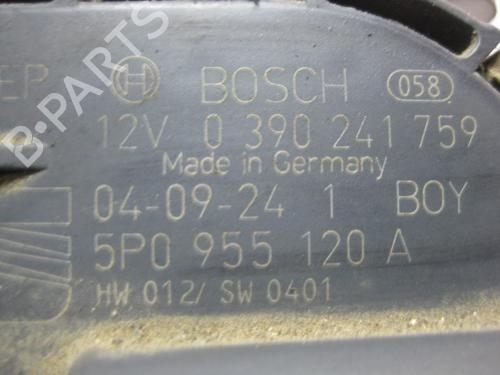 EP BOSCH 058
12V 0 390 241 759
Made in Germany
04-09-24 1 BOY
5P0 955 120 A
HW 012/ SW 0401
B-PARTS